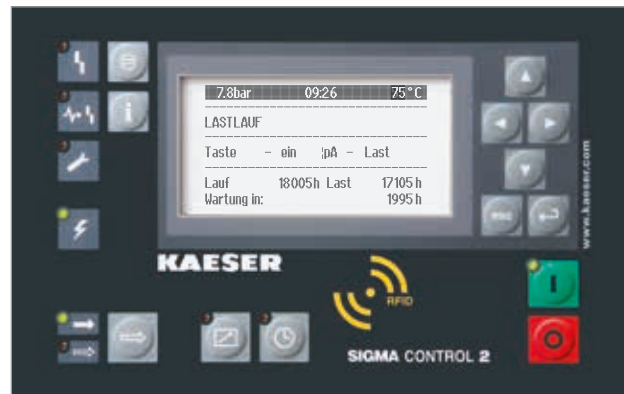 7.8bar 09:26 75°C
LASTLAUF
Taste - ein ¦pA - Last
Lauf 18005h Last 17105h
Wartung in: 1995h
esc
www.kaeser.com
KAESER
RFID
I
SIGMA CONTROL 2